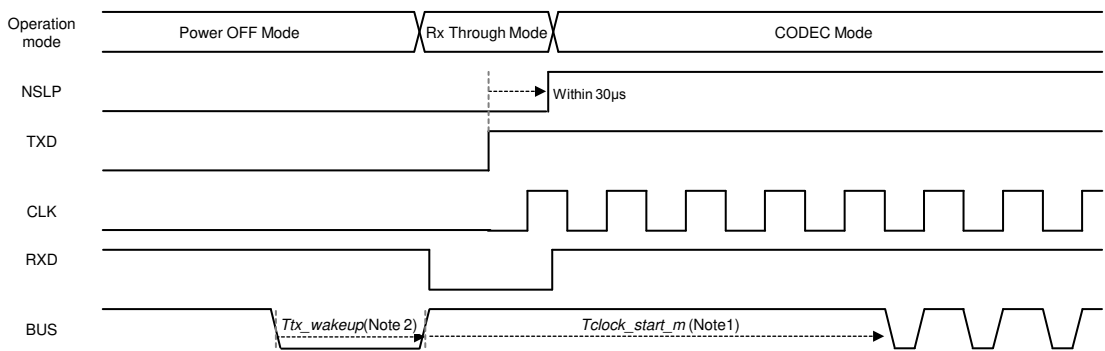 Operation
mode
Power OFF Mode
Rx Through Mode
CODEC Mode
NSLP
Within 30µs
TXD
CLK
RXD
BUS
Ttx_wakeup(Note 2)
Tclock_start_m (Note1)